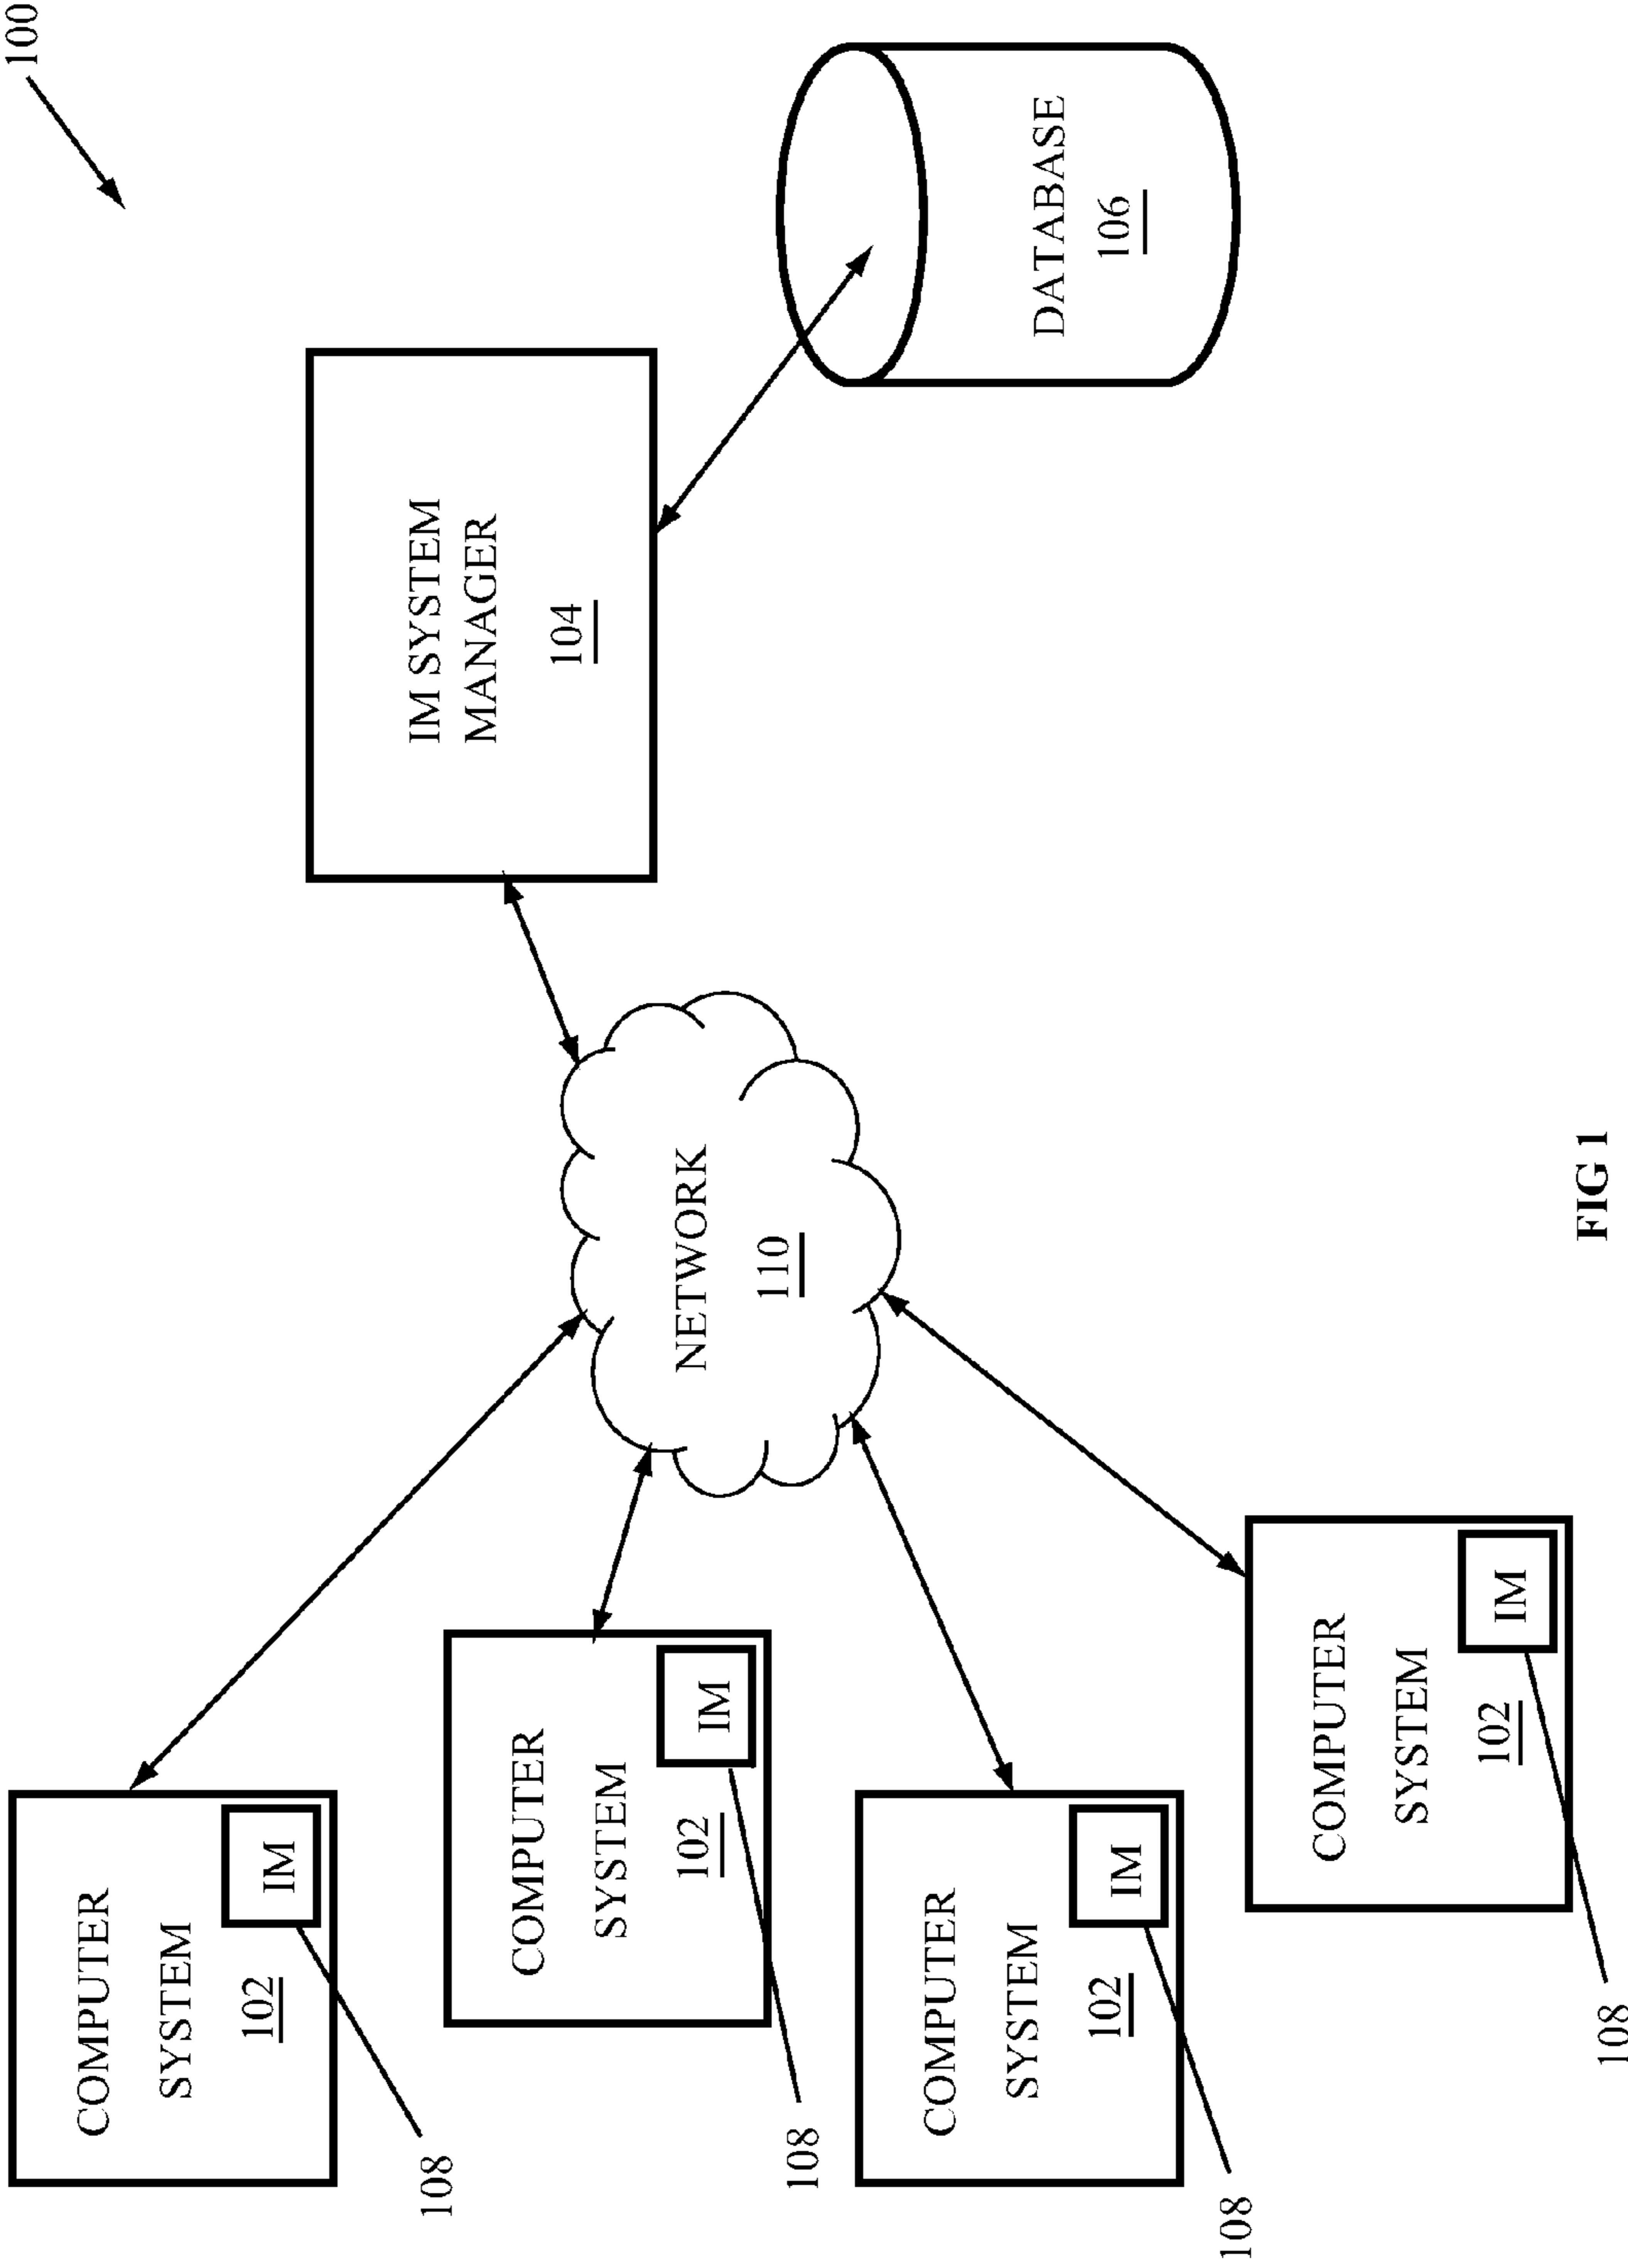 100
COMPUTER
SYSTEM
102
IM
108
COMPUTER
SYSTEM
102
IM
108
COMPUTER
SYSTEM
102
IM
108
COMPUTER
SYSTEM
102
IM
108
NETWORK
110
IM SYSTEM
MANAGER
104
DATABASE
106
FIG 1